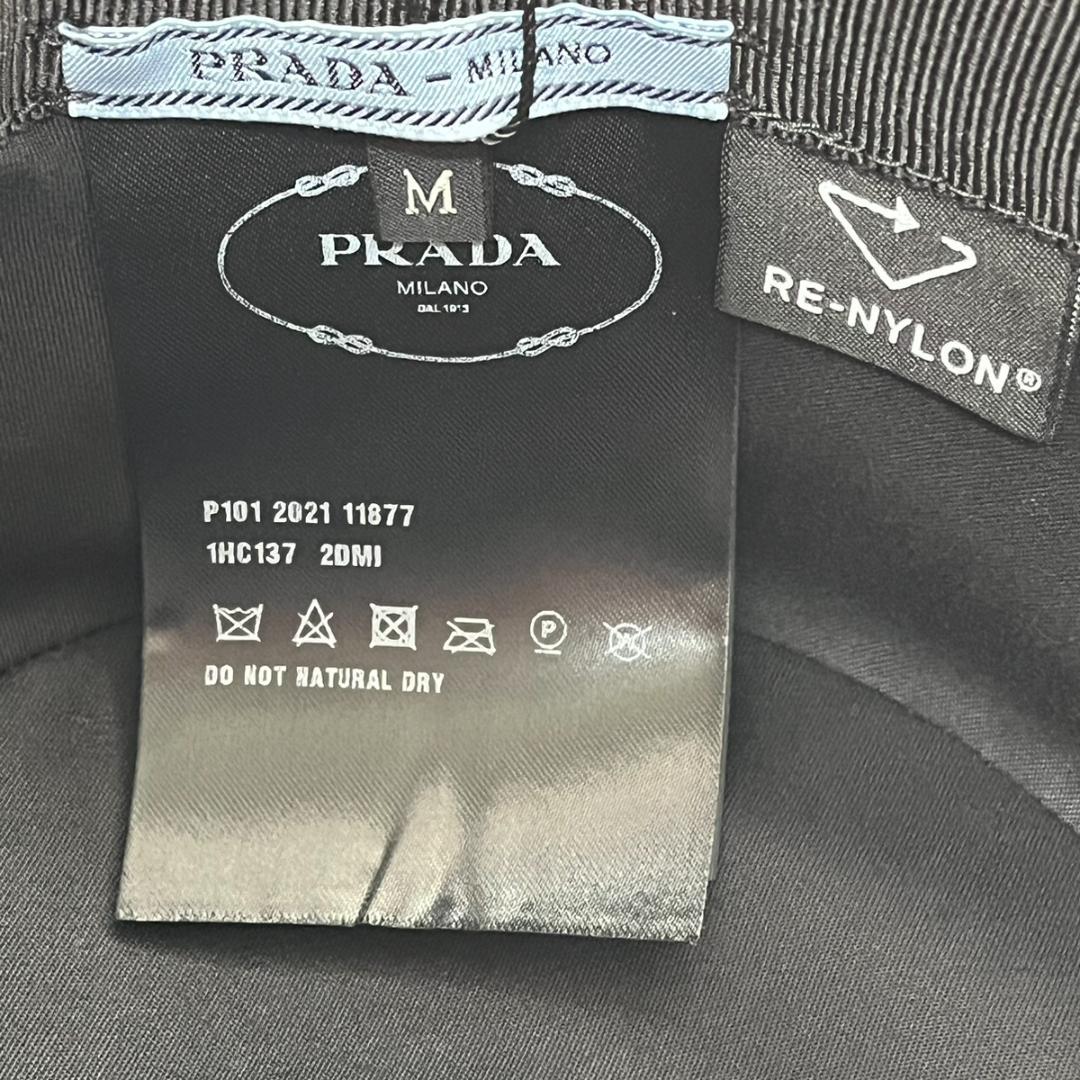 PRADA - MILANO
M
PRADA
MILANO
DAL 1913
RE-NYLON®
P101 2021 11877
1HC137 2DMI
P
DO NOT NATURAL DRY